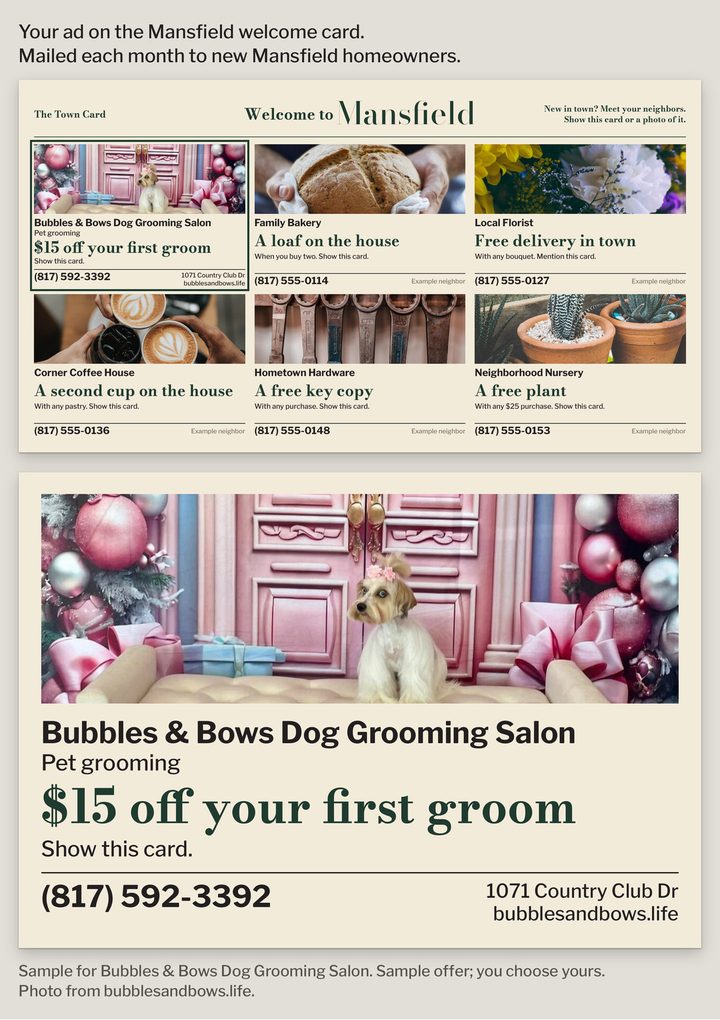 Your ad on the Mansfield welcome card.
Mailed each month to new Mansfield homeowners.
The Town Card
Welcome to Mansfield
New in town? Meet your neighbors.
Show this card or a photo of it.
Bubbles & Bows Dog Grooming Salon
Pet grooming
$15 off your first groom
Show this card.
(817) 592-3392
1071 Country Club Dr
bubblesandbows.life
Family Bakery
A loaf on the house
When you buy two. Show this card.
(817) 555-0114
Example neighbor
Local Florist
Free delivery in town
With any bouquet. Mention this card.
(817) 555-0127
Example neighbor
Corner Coffee House
A second cup on the house
With any pastry. Show this card.
(817) 555-0136
Example neighbor
Hometown Hardware
A free key copy
With any purchase. Show this card.
(817) 555-0148
Example neighbor
Neighborhood Nursery
A free plant
With any $25 purchase. Show this card.
(817) 555-0153
Example neighbor
Bubbles & Bows Dog Grooming Salon
Pet grooming
$15 off your first groom
Show this card.
(817) 592-3392
1071 Country Club Dr
bubblesandbows.life
Sample for Bubbles & Bows Dog Grooming Salon. Sample offer; you choose yours.
Photo from bubblesandbows.life.